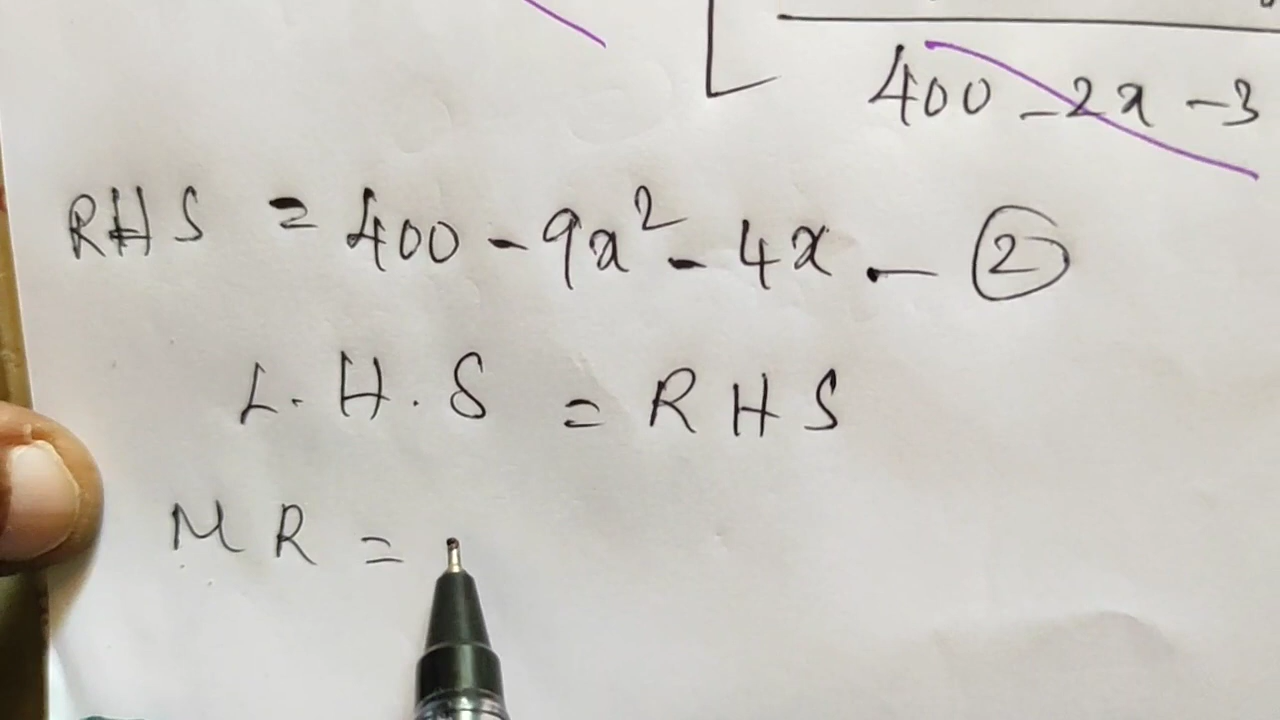 400 - 2x - 3
RHS = 400 - 9x² - 4x. — ②
L.H.S = RHS
MR =